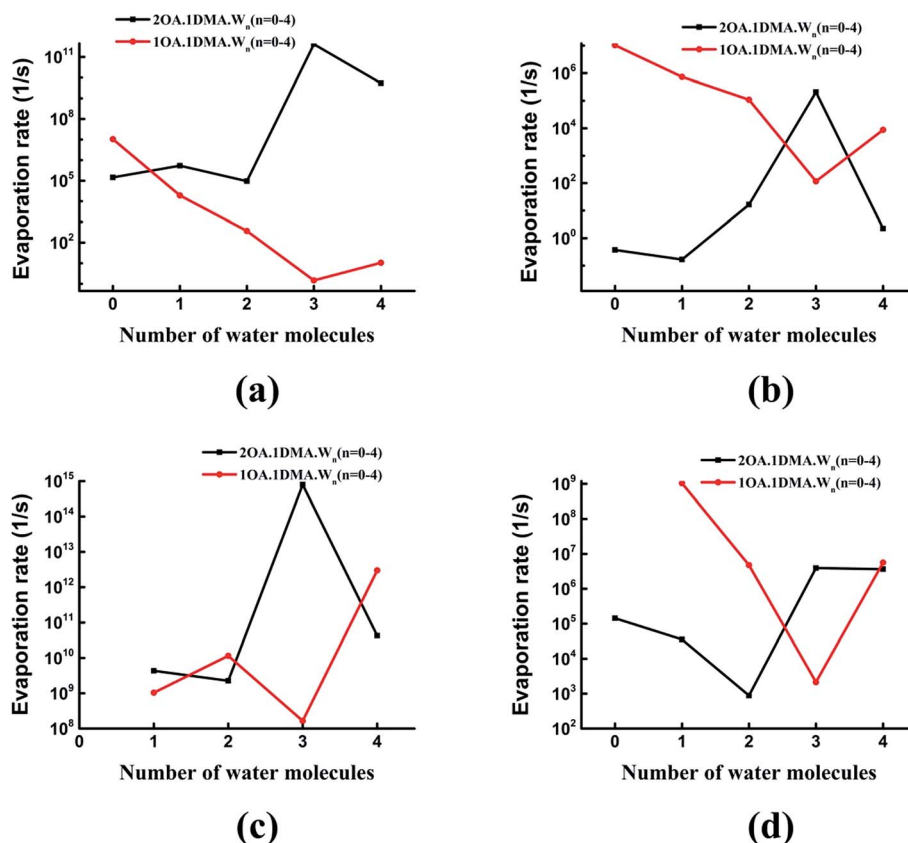 2OA.1DMA.Wn(n=0-4)
1OA.1DMA.Wn(n=0-4)
10^11
10^8
10^5
10^2
Evaporation rate (1/s)
0 1 2 3 4
Number of water molecules
(a)
2OA.1DMA.Wn(n=0-4)
1OA.1DMA.Wn(n=0-4)
10^6
10^4
10^2
10^0
Evaporation rate (1/s)
0 1 2 3 4
Number of water molecules
(b)
2OA.1DMA.Wn(n=0-4)
1OA.1DMA.Wn(n=0-4)
10^15
10^14
10^13
10^12
10^11
10^10
10^9
10^8
Evaporation rate (1/s)
0 1 2 3 4
Number of water molecules
(c)
2OA.1DMA.Wn(n=0-4)
1OA.1DMA.Wn(n=0-4)
10^9
10^8
10^7
10^6
10^5
10^4
10^3
10^2
Evaporation rate (1/s)
0 1 2 3 4
Number of water molecules
(d)